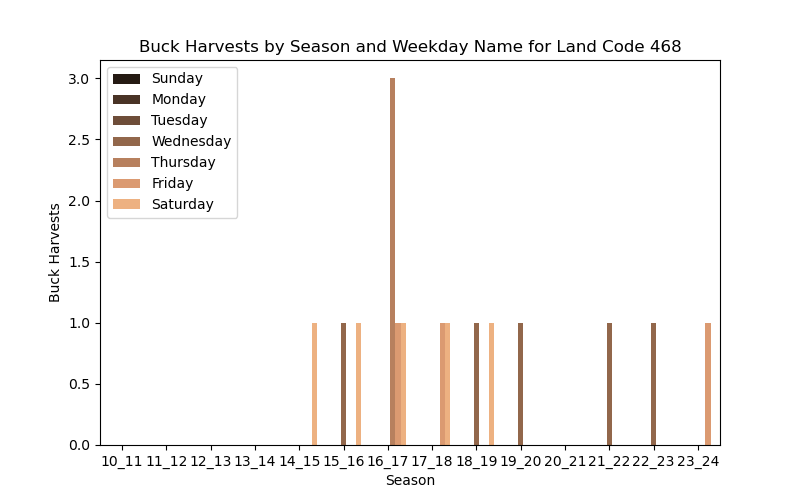 Buck Harvests by Season and Weekday Name for Land Code 468
Sunday
Monday
Tuesday
Wednesday
Thursday
Friday
Saturday
3.0
2.5
2.0
1.5
1.0
0.5
0.0
Buck Harvests
10_11 11_12 12_13 13_14 14_15 15_16 16_17 17_18 18_19 19_20 20_21 21_22 22_23 23_24
Season